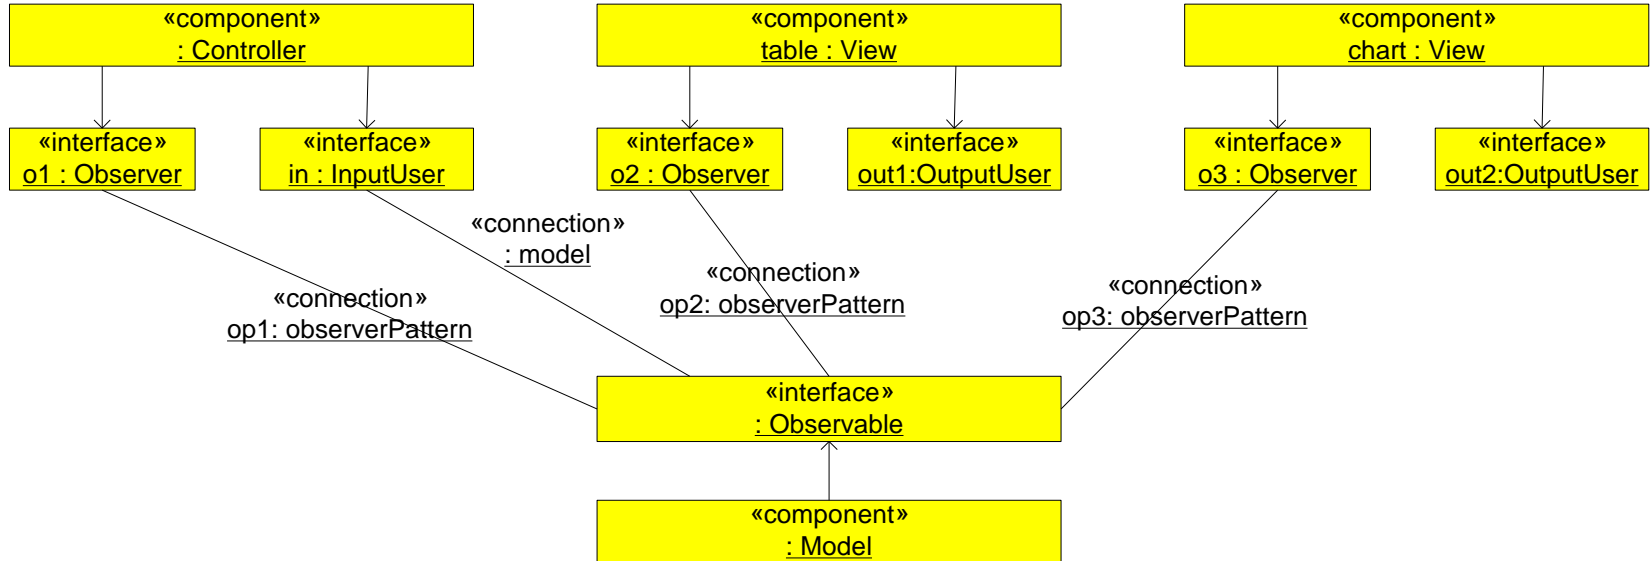 «component»
: Controller
«component»
table : View
«component»
chart : View
«interface»
o1 : Observer
«interface»
in : InputUser
«interface»
o2 : Observer
«interface»
out1:OutputUser
«interface»
o3 : Observer
«interface»
out2:OutputUser
«connection»
: model
«connection»
op1: observerPattern
«connection»
op2: observerPattern
«connection»
op3: observerPattern
«interface»
: Observable
«component»
: Model